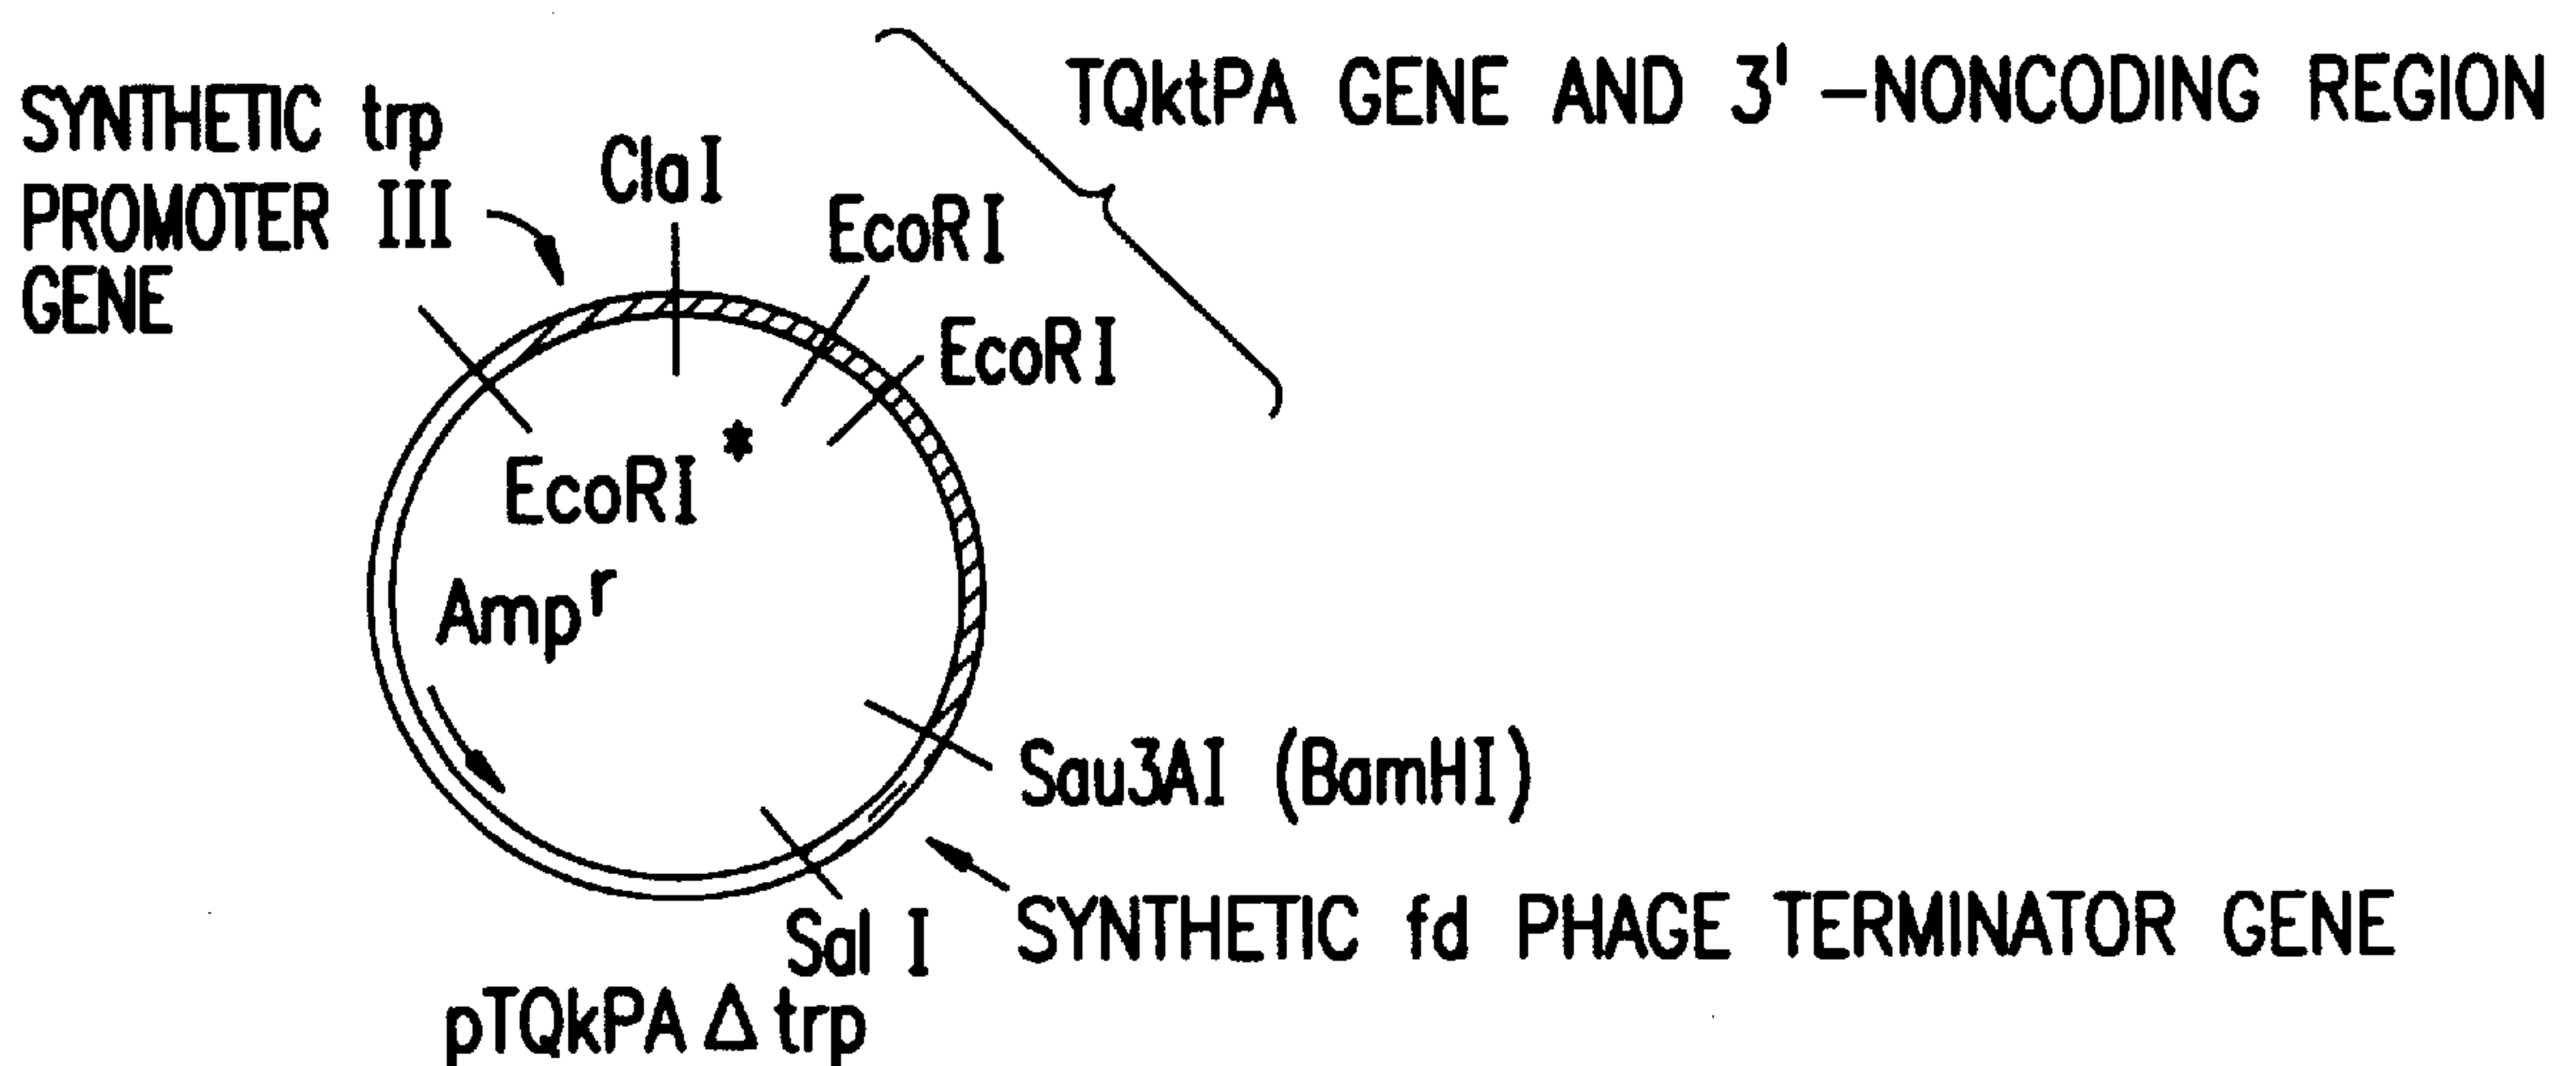 SYNTHETIC trp
PROMOTER III
GENE
ClaI
TQktPA GENE AND 3' -NONCODING REGION
EcoRI
EcoRI
EcoRI *
Ampr
Sau3AI (BamHI)
SYNTHETIC fd PHAGE TERMINATOR GENE
Sal I
pTQkPA Δ trp